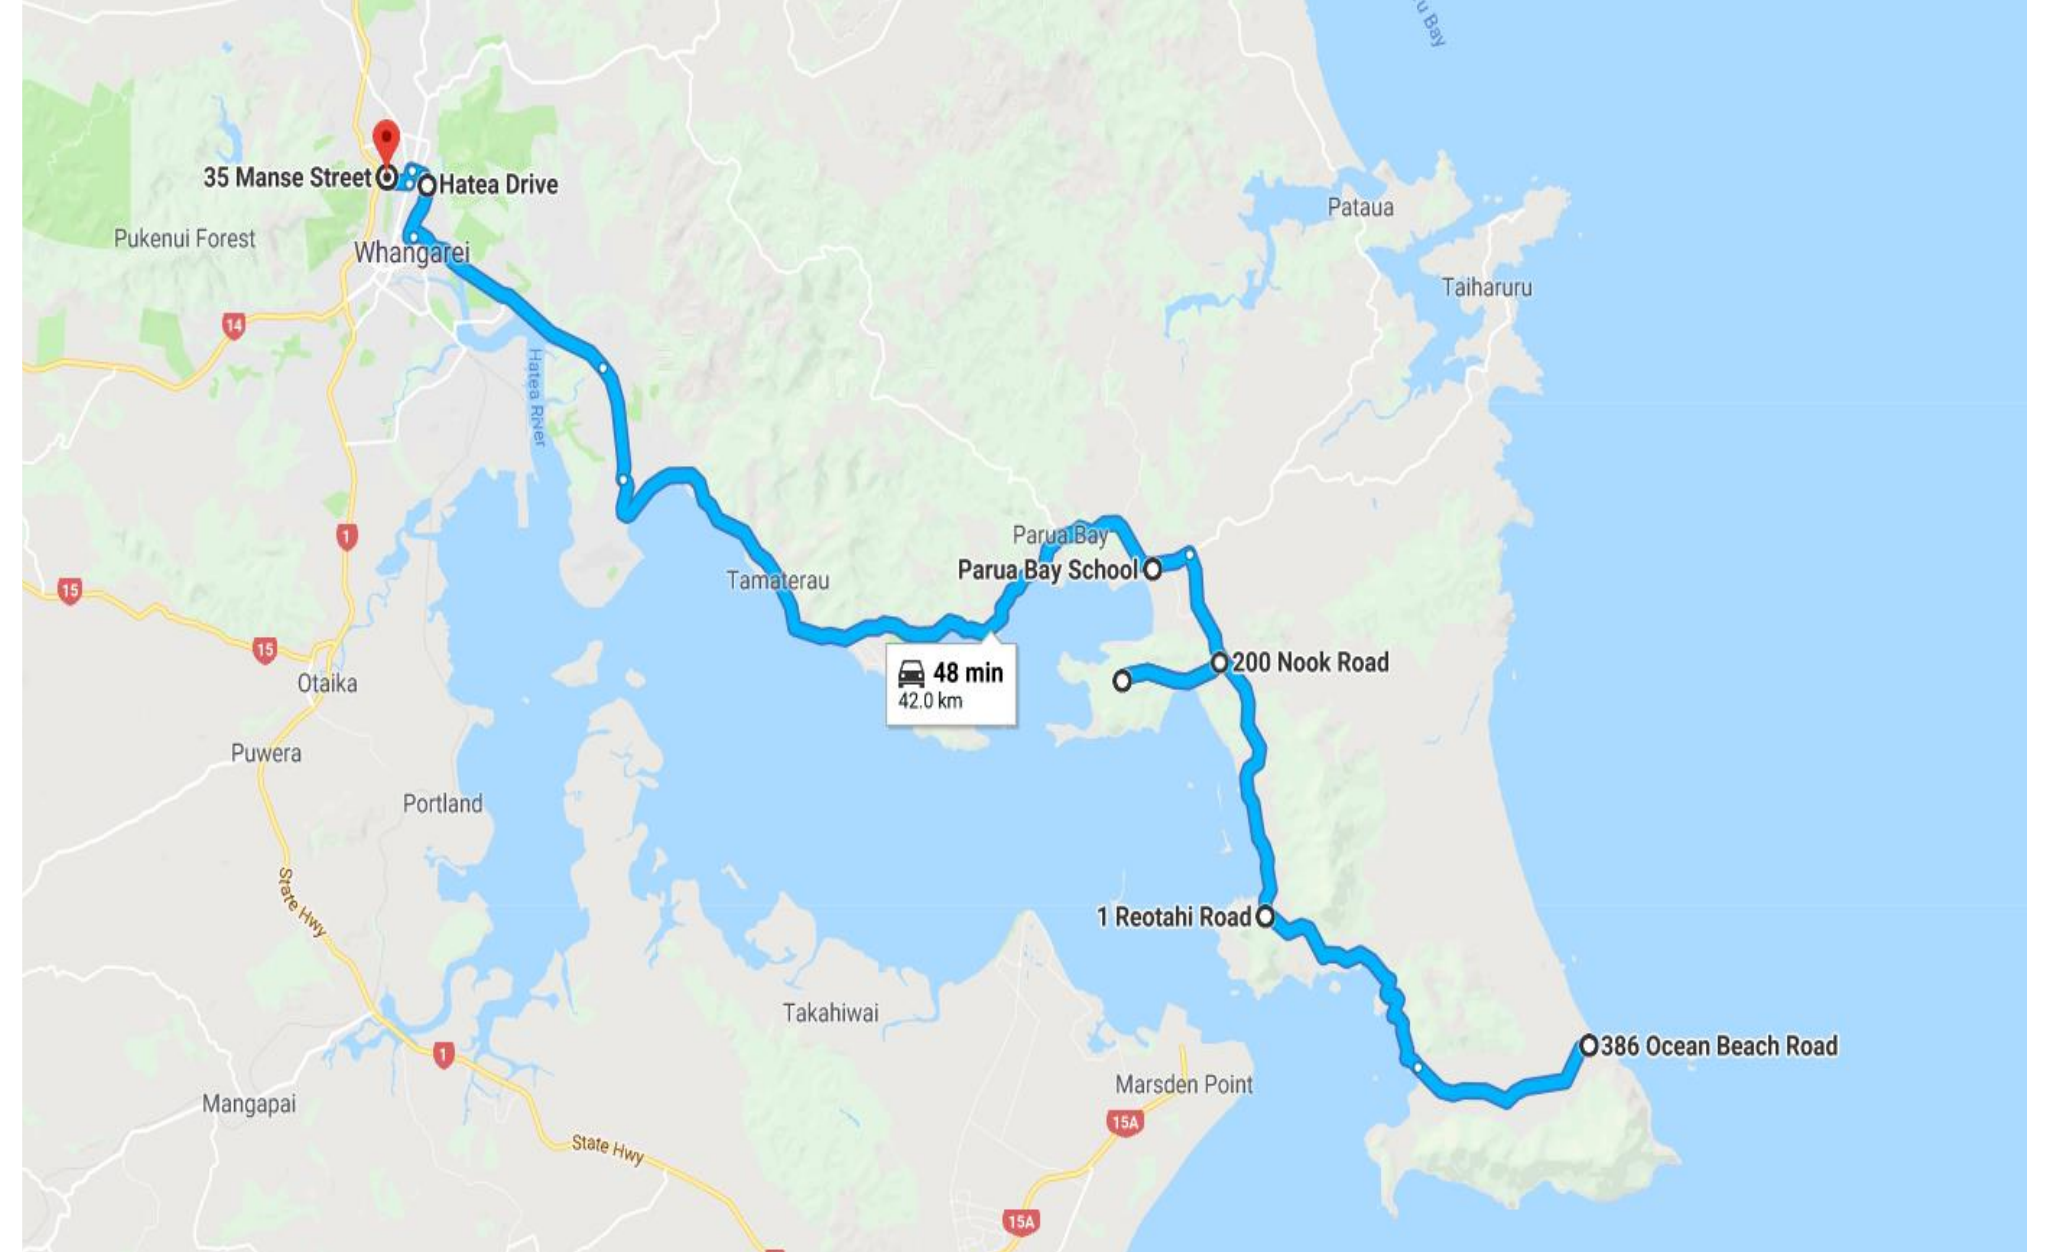 Bay
35 Manse Street
Hatea Drive
Pataua
Pukenui Forest
Whangarei
Taiharuru
14
Hatea River
1
Parua Bay
Parua Bay School
Tamaterau
15
15
200 Nook Road
48 min
42.0 km
Otaika
Puwera
Portland
State Hwy
1 Reotahi Road
Takahiwai
386 Ocean Beach Road
1
Marsden Point
Mangapai
15A
State Hwy
15A